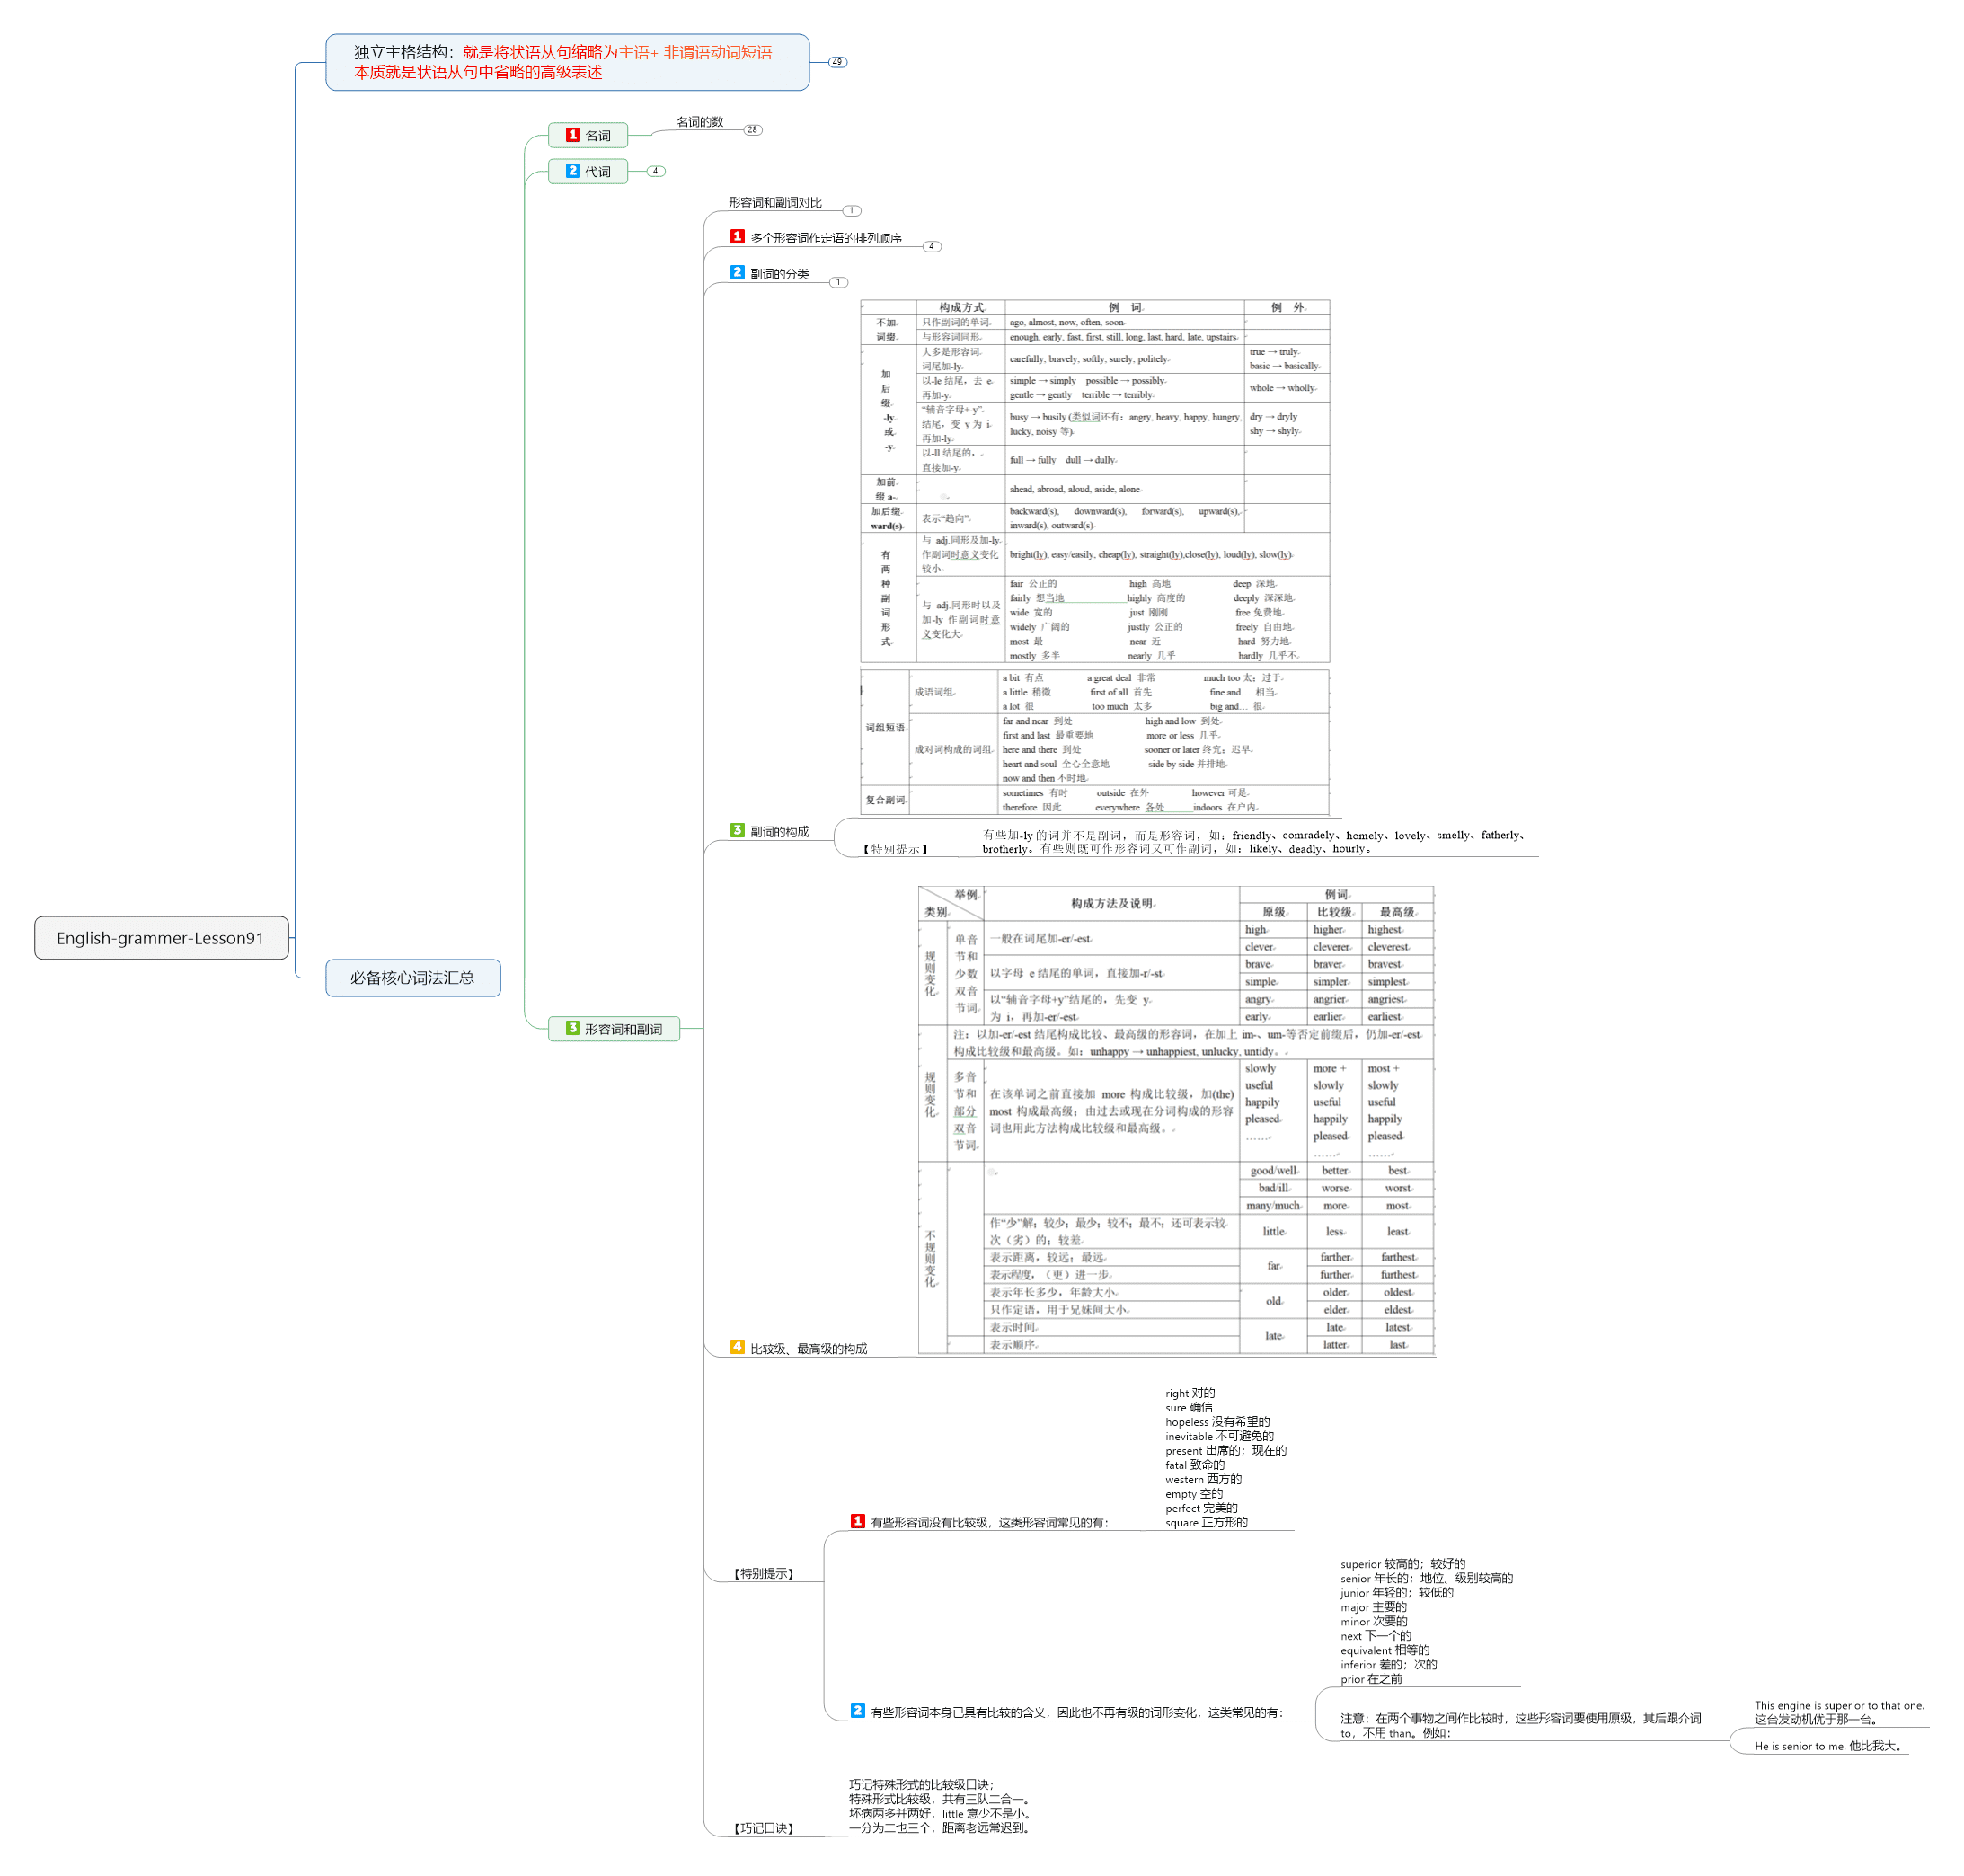 独立主格结构：就是将状语从句缩略为主语+ 非谓语动词短语
本质就是状语从句中省略的高级表述
49
1 名词
名词的数
28
2 代词
4
形容词和副词对比
1
1 多个形容词作定语的排列顺序
4
2 副词的分类
1
构成方式 例 词 例 外
不加
词缀
只作副词的单词 ago, almost, now, often, soon
与形容词同形 enough, early, fast, first, still, long, last, hard, late, upstairs
加
后
缀
-ly
或
-y
大多是形容词
词尾加-ly
carefully, bravely, softly, surely, politely
true → truly
basic → basically
以-le 结尾，去 e
再加-y
simple → simply possible → possibly
gentle → gently terrible → terribly
whole → wholly
“辅音字母+-y”
结尾，变 y 为 i
再加-ly
busy → busily (类似词还有：angry, heavy, happy, hungry,
lucky, noisy 等)
dry → dryly
shy → shyly
以-ll 结尾的，
直接加-y
full → fully dull → dully
加前
缀 a-
ahead, abroad, aloud, aside, alone
加后缀
-ward(s)
表示“趋向”
backward(s), downward(s), forward(s), upward(s),
inward(s), outward(s)
有
两
种
副
词
形
式
与 adj.同形及加-ly
作副词时意义变化
较小
bright(ly), easy/easily, cheap(ly), straight(ly),close(ly), loud(ly), slow(ly)
与 adj.同形时以及
加-ly 作副词时意
义变化大
fair 公正的 high 高地 deep 深地
fairly 想当地 highly 高度的 deeply 深深地
wide 宽的 just 刚刚 free 免费地
widely 广阔的 justly 公正的 freely 自由地
most 最 near 近 hard 努力地
mostly 多半 nearly 几乎 hardly 几乎不
词组短语
成语词组
a bit 有点 a great deal 非常 much too 太；过于
a little 稍微 first of all 首先 fine and… 相当
a lot 很 too much 太多 big and… 很
成对词构成的词组
far and near 到处 high and low 到处
first and last 最重要地 more or less 几乎
here and there 到处 sooner or later 终究；迟早
heart and soul 全心全意地 side by side 并排地
now and then 不时地
复合副词
sometimes 有时 outside 在外 however 可是
therefore 因此 everywhere 各处 indoors 在户内
3 副词的构成
【特别提示】
有些加-ly 的词并不是副词，而是形容词，如：friendly、comradely、homely、lovely、smelly、fatherly、
brotherly。有些则既可作形容词又可作副词，如：likely、deadly、hourly。
English-grammer-Lesson91
必备核心词法汇总
3 形容词和副词
举例
类别
构成方法及说明
例词
原级 比较级 最高级
规则变化
单音
节和
少数
双音
节词
一般在词尾加-er/-est
high higher highest
clever cleverer cleverest
以字母 e 结尾的单词，直接加-r/-st
brave braver bravest
simple simpler simplest
以“辅音字母+y”结尾的，先变 y
为 i，再加-er/-est
angry angrier angriest
early earlier earliest
规则变化
注：以加-er/-est 结尾构成比较、最高级的形容词，在加上 im-、um-等否定前缀后，仍加-er/-est
构成比较级和最高级。如：unhappy → unhappiest, unlucky, untidy。
多音
节和
部分
双音
节词
在该单词之前直接加 more 构成比较级，加(the)
most 构成最高级；由过去或现在分词构成的形容
词也用此方法构成比较级和最高级。
slowly more + most +
useful slowly slowly
happily useful useful
pleased happily happily
…… pleased pleased
…… ……
不规则变化
good/well better best
bad/ill worse worst
many/much more most
作“少”解；较少；最少；较不；最不；还可表示较
次（劣）的；较差
little less least
表示距离，较远；最远
far
farther farthest
表示程度，（更）进一步
further furthest
表示年长多少，年龄大小
old
older oldest
只作定语，用于兄妹间大小
elder eldest
表示时间
late
late latest
表示顺序
latter last
4 比较级、最高级的构成
【特别提示】
1 有些形容词没有比较级，这类形容词常见的有：
right 对的
sure 确信
hopeless 没有希望的
inevitable 不可避免的
present 出席的；现在的
fatal 致命的
western 西方的
empty 空的
perfect 完美的
square 正方形的
2 有些形容词本身已具有比较的含义，因此也不再有级的词形变化，这类常见的有：
superior 较高的；较好的
senior 年长的；地位、级别较高的
junior 年轻的；较低的
major 主要的
minor 次要的
next 下一个的
equivalent 相等的
inferior 差的；次的
prior 在之前
注意：在两个事物之间作比较时，这些形容词要使用原级，其后跟介词
to，不用 than。例如：
This engine is superior to that one.
这台发动机优于那一台。
He is senior to me. 他比我大。
【巧记口诀】
巧记特殊形式的比较级口诀；
特殊形式比较级，共有三队二合一。
坏病两多并两好，little 意少不是小。
一分为二也三个，距离老远常迟到。